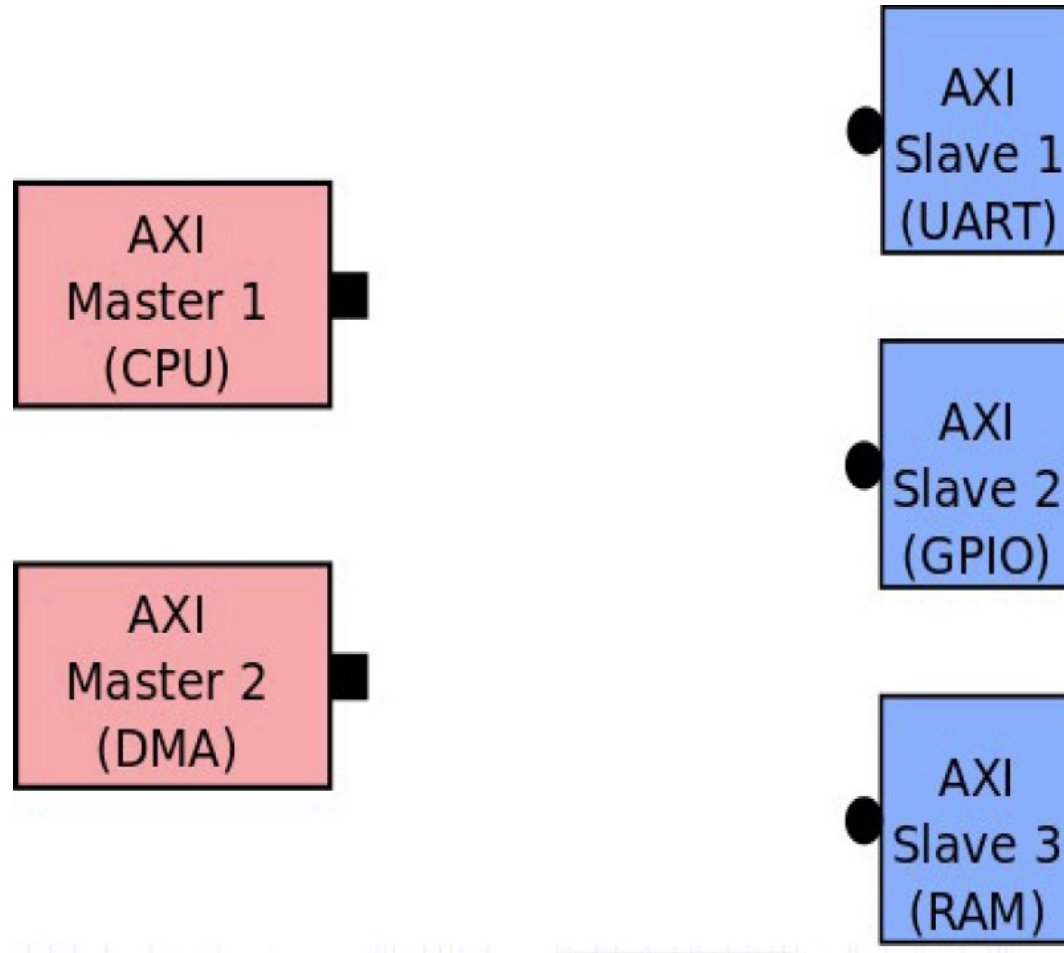 AXI
Master 1
(CPU)
AXI
Master 2
(DMA)
AXI
Slave 1
(UART)
AXI
Slave 2
(GPIO)
AXI
Slave 3
(RAM)